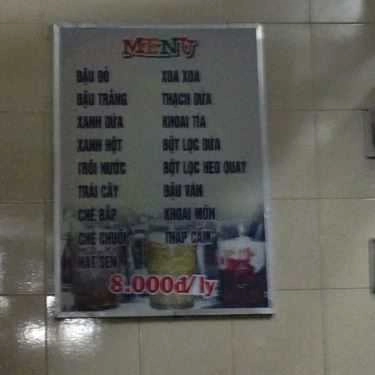 MENU
ĐẬU ĐỎ
ĐẬU TRẮNG
XANH DỪA
XANH HỘT
TRÔI NƯỚC
TRÁI CÂY
CHÈ BẮP
CHÈ CHUỐI
HẠT SEN
XOA XOA
THẠCH DỪA
KHOAI TÍA
BỘT LỌC DỪA
BỘT LỌC HEO QUAY
ĐẬU VÁN
KHOAI MÔN
THẬP CẨM
8.000đ/ly